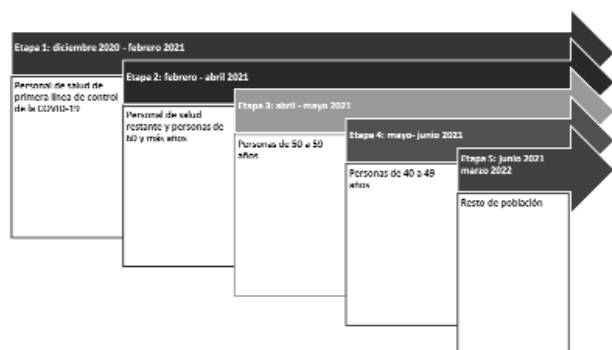 Etapa 1: diciembre 2020 - febrero 2021
Personal de salud de
primera línea de control
de la COVID-19
Etapa 2: febrero - abril 2021
Personal de salud
restante y personas de
60 y más años
Etapa 3: abril - mayo 2021
Personas de 50 a 59
años
Etapa 4: mayo- junio 2021
Personas de 40 a 49
años
Etapa 5: junio 2021
marzo 2022
Resto de población